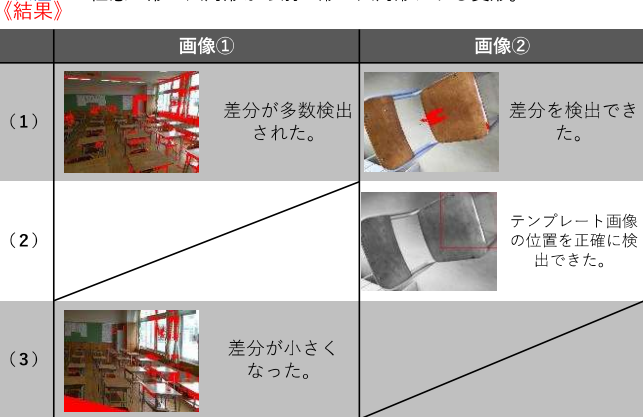 《結果》
画像① 画像②
(1) 差分が多数検出
された。
差分を検出でき
た。
(2) テンプレート画像
の位置を正確に検
出できた。
(3) 差分が小さく
なった。